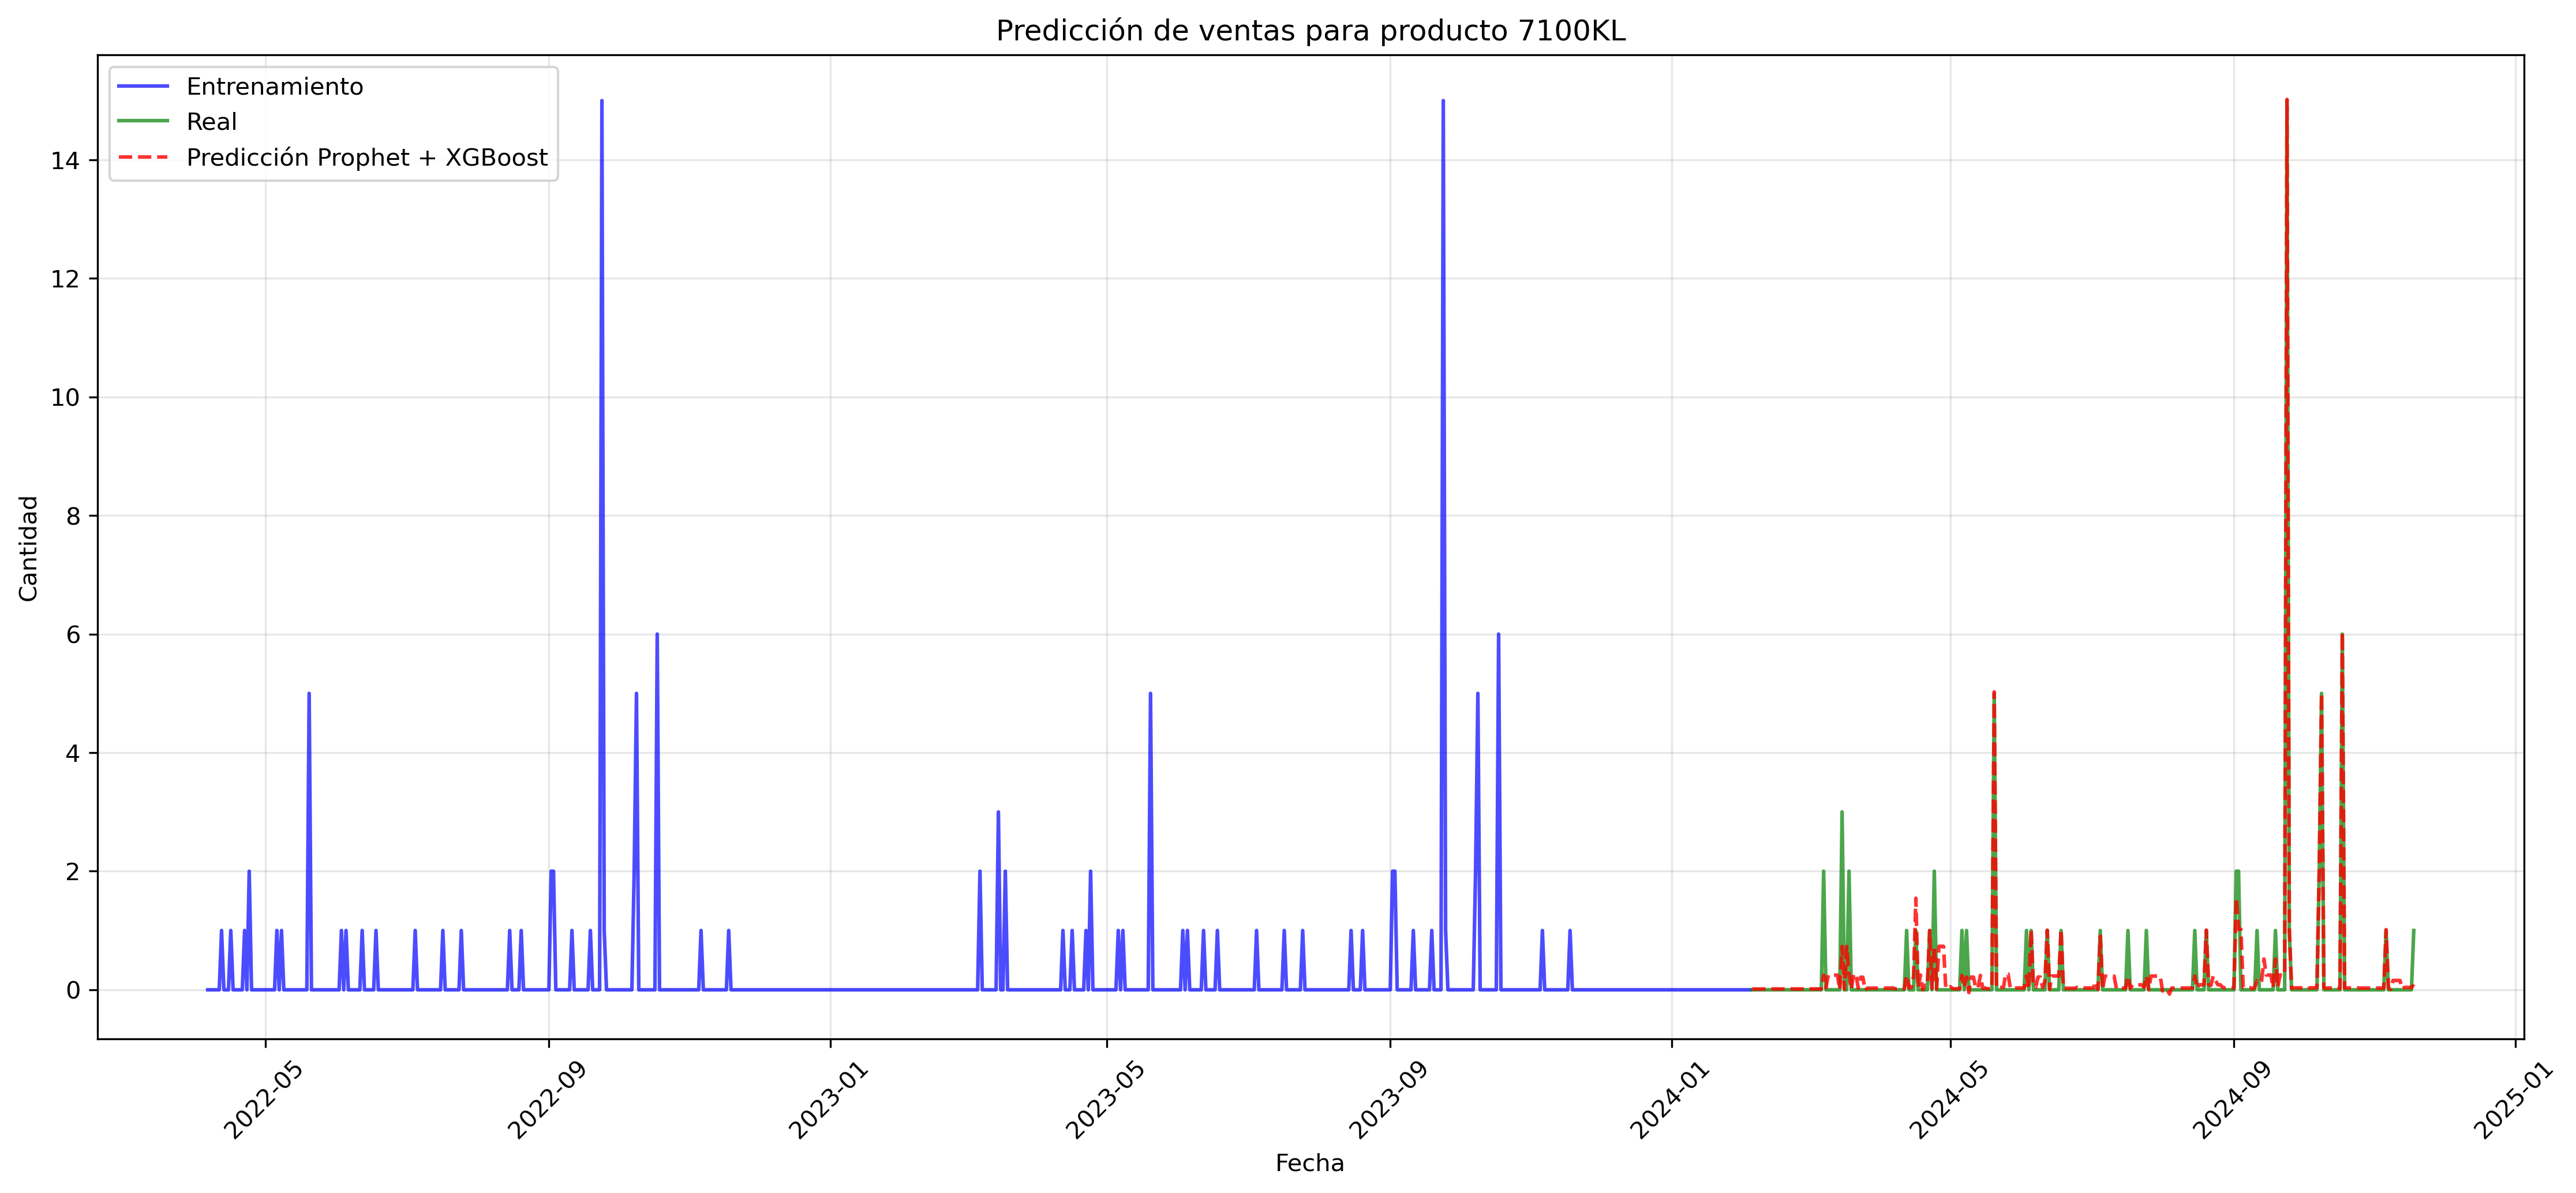 Predicción de ventas para producto 7100KL
Entrenamiento
Real
Predicción Prophet + XGBoost
14
12
10
8
6
4
2
0
Cantidad
2022-05
2022-09
2023-01
2023-05
2023-09
2024-01
2024-05
2024-09
2025-01
Fecha